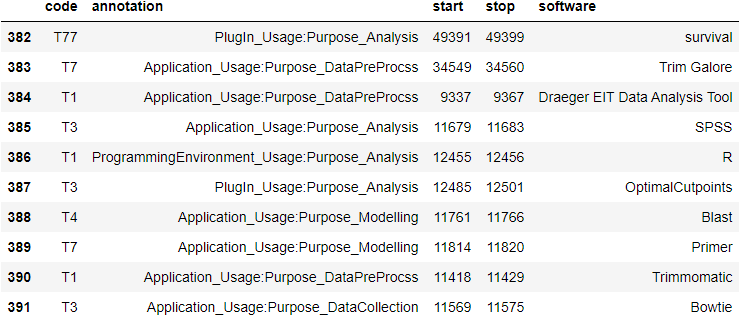 code annotation start stop software
382 T77 PlugIn_Usage:Purpose_Analysis 49391 49399 survival
383 T7 Application_Usage:Purpose_DataPreProcss 34549 34560 Trim Galore
384 T1 Application_Usage:Purpose_DataPreProcss 9337 9367 Draeger EIT Data Analysis Tool
385 T3 Application_Usage:Purpose_Analysis 11679 11683 SPSS
386 T1 ProgrammingEnvironment_Usage:Purpose_Analysis 12455 12456 R
387 T3 PlugIn_Usage:Purpose_Analysis 12485 12501 OptimalCutpoints
388 T4 Application_Usage:Purpose_Modelling 11761 11766 Blast
389 T7 Application_Usage:Purpose_Modelling 11814 11820 Primer
390 T1 Application_Usage:Purpose_DataPreProcss 11418 11429 Trimmomatic
391 T3 Application_Usage:Purpose_DataCollection 11569 11575 Bowtie